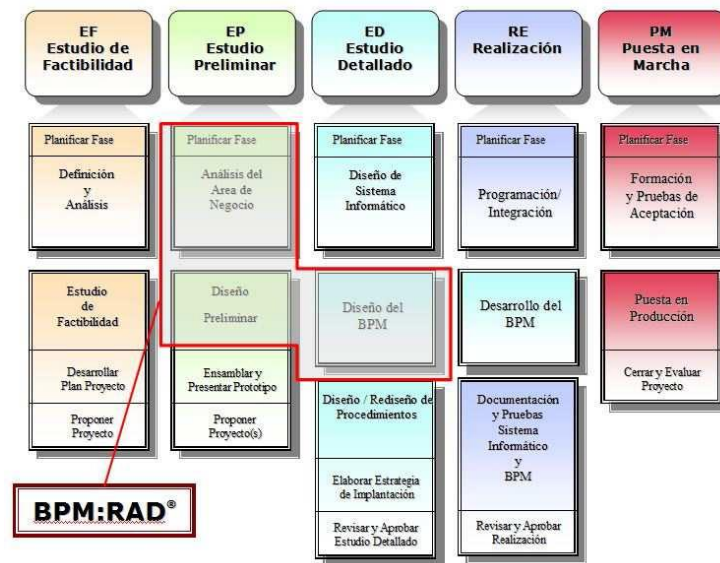 EF
Estudio de
Factibilidad
EP
Estudio
Preliminar
ED
Estudio
Detallado
RE
Realización
PM
Puesta en
Marcha
Planificar Fase
Definición
y
Análisis
Planificar Fase
Análisis del
Area de
Negocio
Planificar Fase
Diseño de
Sistema
Informático
Planificar Fase
Programación/
Integración
Planificar Fase
Formación
y Pruebas de
Aceptación
Estudio
de
Factibilidad
Desarrollar
Plan Proyecto
Proponer
Proyecto
Diseño
Preliminar
Ensamblar y
Presentar Prototipo
Proponer
Proyecto(s)
Diseño del
BPM
Diseño / Rediseño de
Procedimientos
Elaborar Estrategia
de Implantación
Revisar y Aprobar
Estudio Detallado
Desarrollo del
BPM
Documentación
y Pruebas
Sistema
Informático
y
BPM
Revisar y Aprobar
Realización
Puesta en
Producción
Cerrar y Evaluar
Proyecto
BPM:RAD®